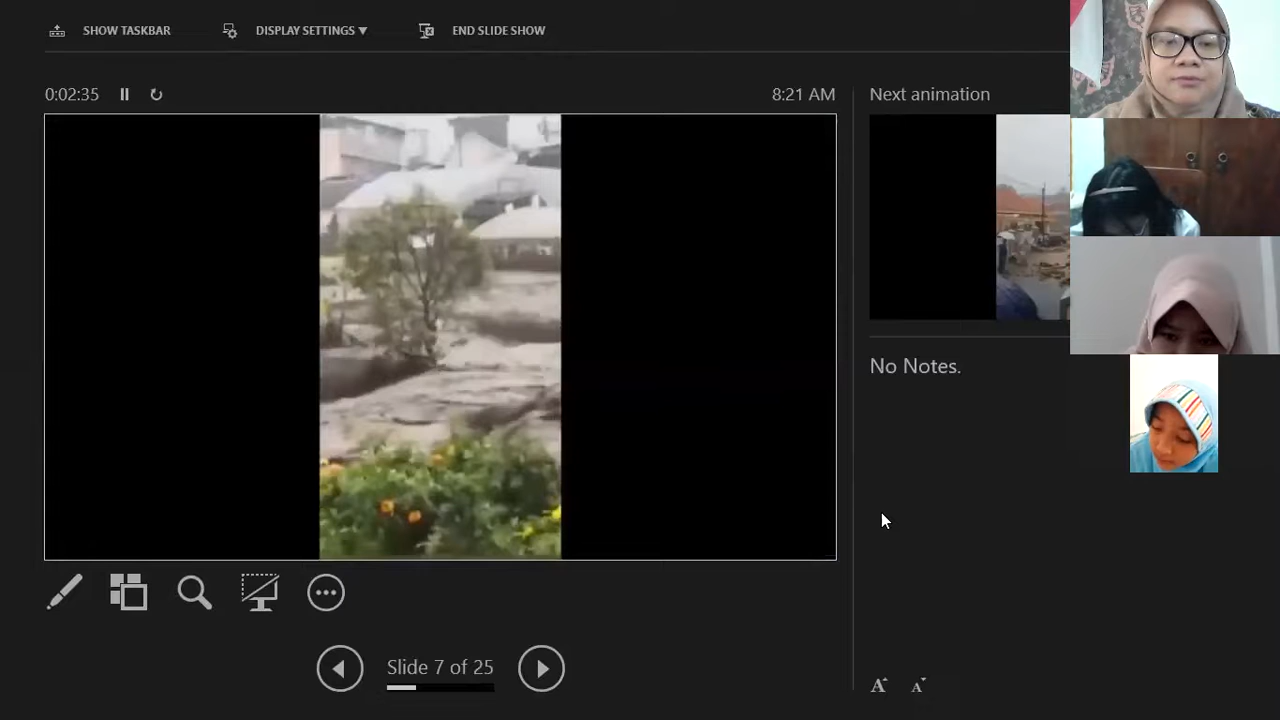 SHOW TASKBAR
DISPLAY SETTINGS ▼
END SLIDE SHOW
0:02:35
8:21 AM
Next animation
No Notes.
Slide 7 of 25
A A